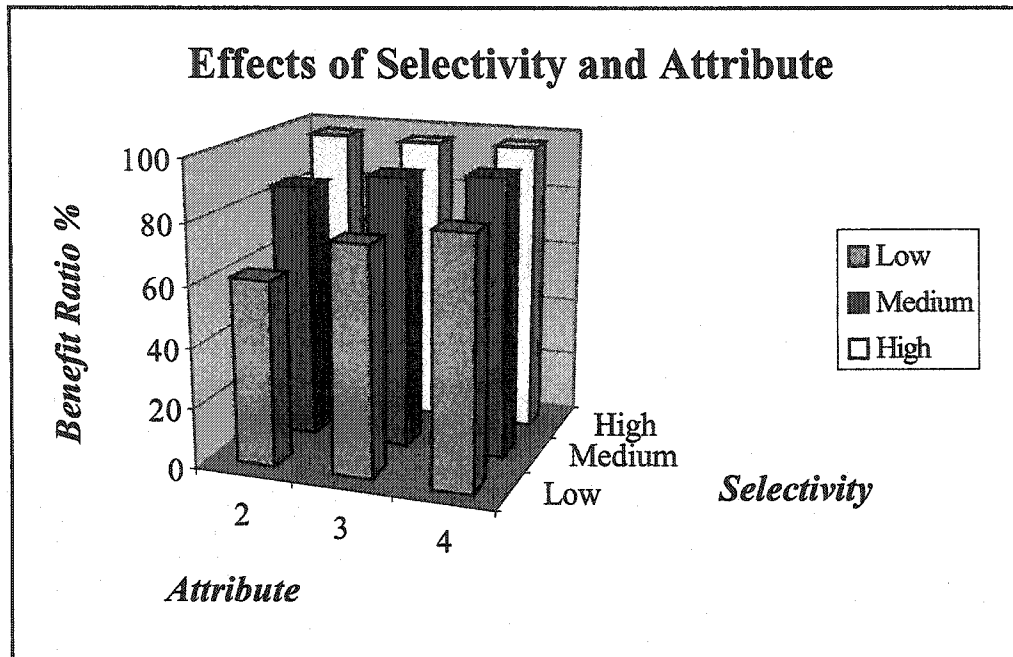 Effects of Selectivity and Attribute
Benefit Ratio %
100
80
60
40
20
0
2
3
4
Attribute
Low
Medium
High
Selectivity
Low
Medium
High